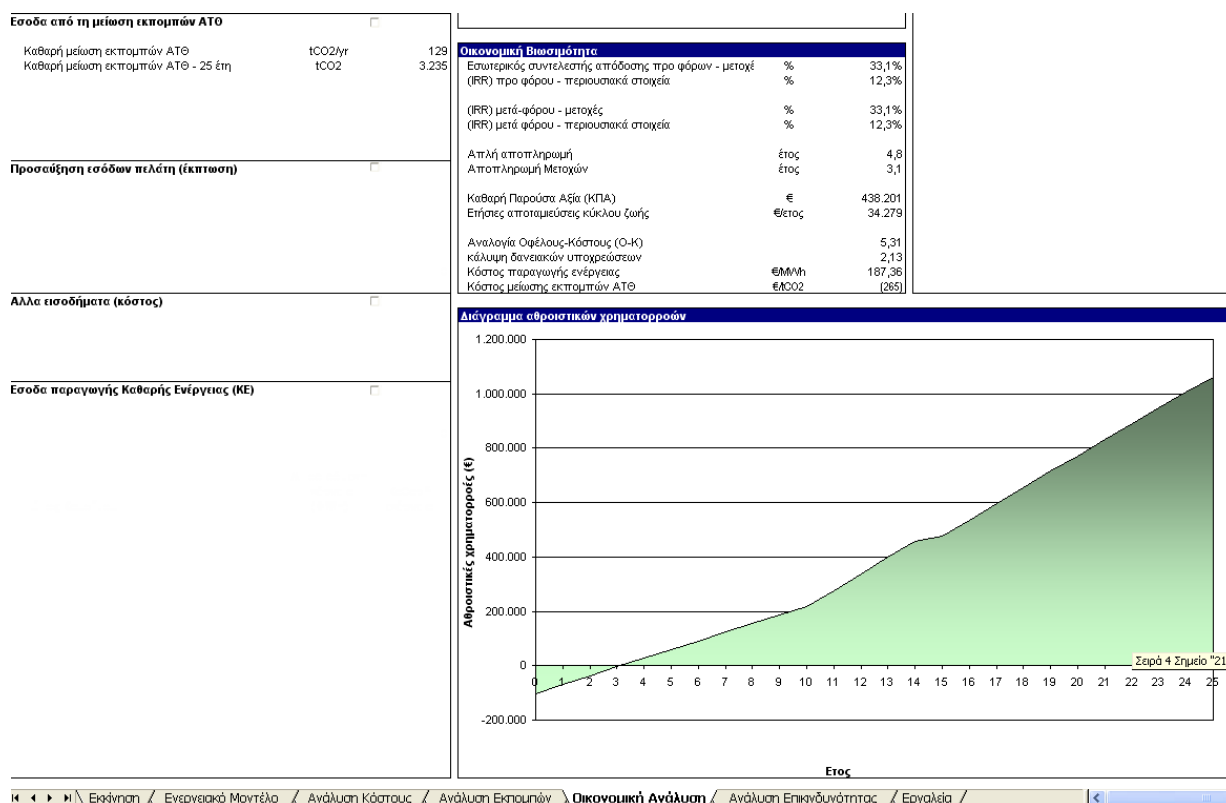 Εσοδα από τη μείωση εκπομπών ΑΤΘ
Καθαρή μείωση εκπομπών ΑΤΘ tCO2/yr 129
Καθαρή μείωση εκπομπών ΑΤΘ - 25 έτη tCO2 3.235
Προσαύξηση εσόδων πελάτη (έκπτωση)
Αλλα εισοδήματα (κόστος)
Εσοδα παραγωγής Καθαρής Ενέργειας (ΚΕ)
Οικονομική Βιωσιμότητα
Εσωτερικός συντελεστής απόδοσης προ φόρων - μετοχέ % 33,1%
(IRR) προ φόρου - περιουσιακά στοιχεία % 12,3%
(IRR) μετά-φόρου - μετοχές % 33,1%
(IRR) μετά φόρου - περιουσιακά στοιχεία % 12,3%
Απλή αποπληρωμή έτος 4,8
Αποπληρωμή Μετοχών έτος 3,1
Καθαρή Παρούσα Αξία (ΚΠΑ) € 438.201
Ετήσιες αποταμιεύσεις κύκλου ζωής €/ετος 34.279
Αναλογία Οφέλους-Κόστους (Ο-Κ) 5,31
κάλυψη δανειακών υποχρεώσεων 2,13
Κόστος παραγωγής ενέργειας €/MWh 187,36
Κόστος μείωσης εκπομπών ΑΤΘ €/tCO2 (265)
Διάγραμμα αθροιστικών χρηματορροών
1.200.000
1.000.000
800.000
600.000
400.000
200.000
0
-200.000
Αθροιστικές χρηματορροές (€)
0 1 2 3 4 5 6 7 8 9 10 11 12 13 14 15 16 17 18 19 20 21 22 23 24 25
Σειρά 4 Σημείο "21
Ετος
Εκκίνηση / Ενεργειακό Μοντέλο / Ανάλυση Κόστους / Ανάλυση Εκπομπών \ Οικονομική Ανάλυση / Ανάλυση Επικινδυνότητας / Εργαλεία /